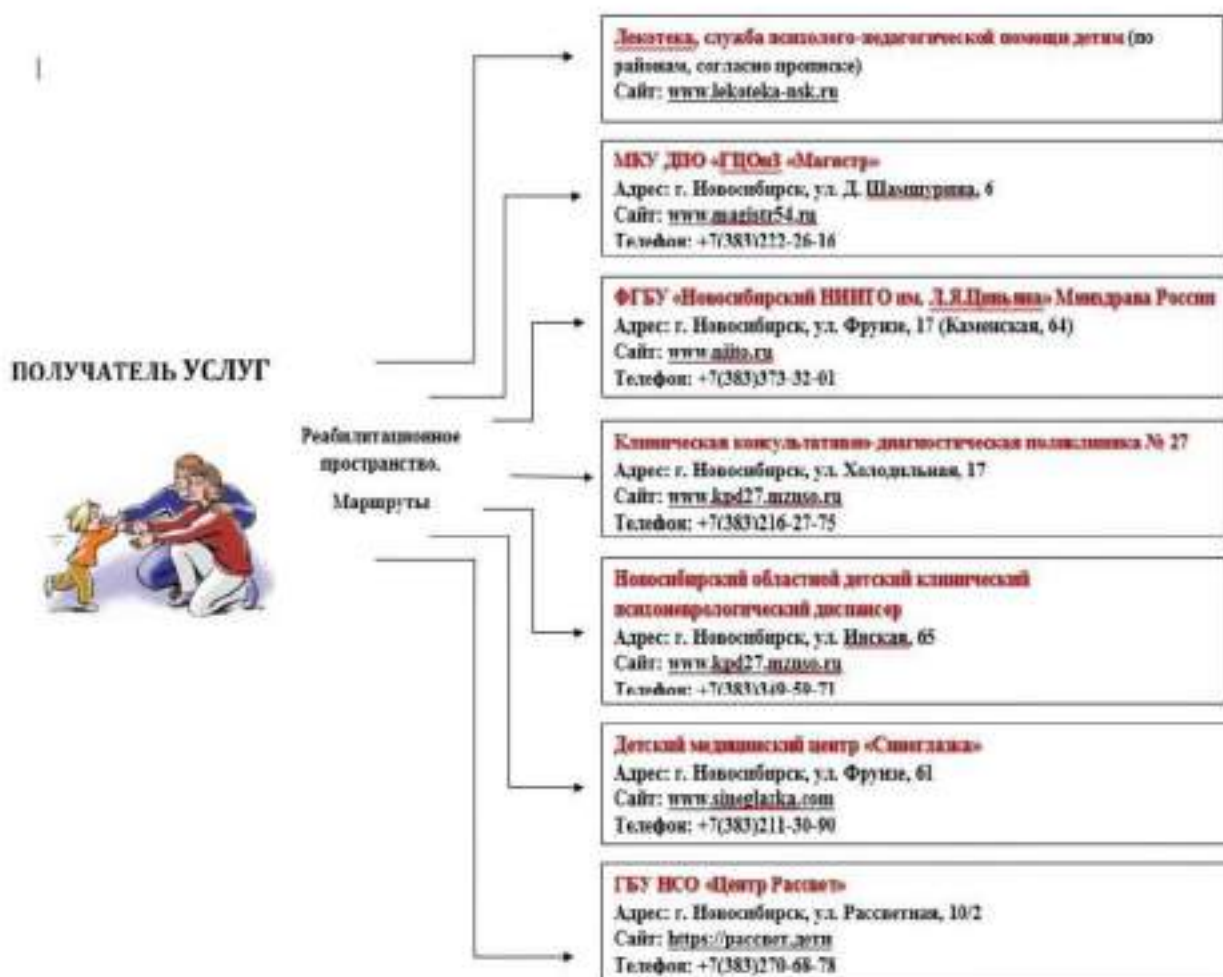 Лекотека, служба психолого-педагогической помощи детям (по
районам, согласно прописке)
Сайт: www.lekoteka-nsk.ru
МКУ ДПО «ГЦОиЗ «Магистр»
Адрес: г. Новосибирск, ул. Д. Шамшурина, 6
Сайт: www.magistr54.ru
Телефон: +7(383)222-26-16
ФГБУ «Новосибирский НИИТО им. Л.Я.Цивьяна» Минздрава России
Адрес: г. Новосибирск, ул. Фрунзе, 17 (Каменская, 64)
Сайт: www.niito.ru
Телефон: +7(383)373-32-01
ПОЛУЧАТЕЛЬ УСЛУГ
Реабилитационное
пространство.
Маршруты
Клиническая консультативно-диагностическая поликлиника № 27
Адрес: г. Новосибирск, ул. Холодильная, 17
Сайт: www.kpd27.mznso.ru
Телефон: +7(383)216-27-75
Новосибирский областной детский клинический
психоневрологический диспансер
Адрес: г. Новосибирск, ул. Инская, 65
Сайт: www.kpd27.mznso.ru
Телефон: +7(383)349-59-71
Детский медицинский центр «Синеглазка»
Адрес: г. Новосибирск, ул. Фрунзе, 61
Сайт: www.sineglazka.com
Телефон: +7(383)211-30-90
ГБУ НСО «Центр Рассвет»
Адрес: г. Новосибирск, ул. Рассветная, 10/2
Сайт: https://рассвет.дети
Телефон: +7(383)270-68-78